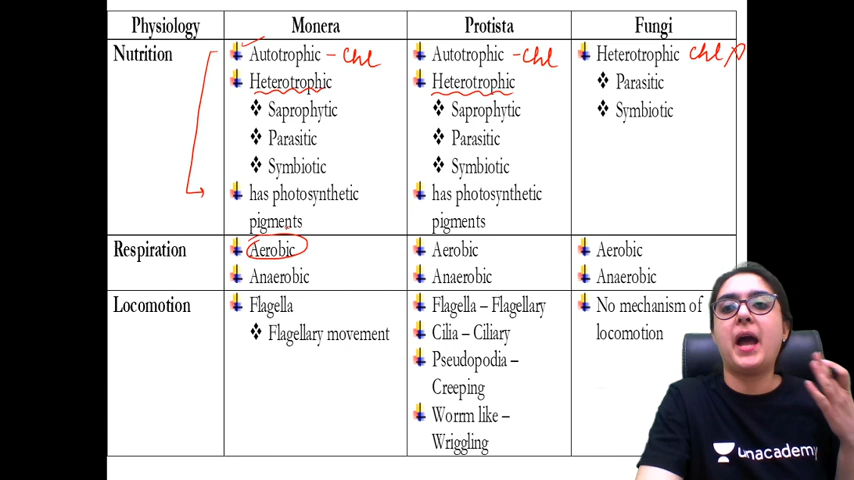 Physiology Monera Protista Fungi
Nutrition Autotrophic - Chl Autotrophic - Chl Heterotrophic Chl x
Heterotrophic Heterotrophic Parasitic
Saprophytic Saprophytic Symbiotic
Parasitic Parasitic
Symbiotic Symbiotic
has photosynthetic has photosynthetic
pigments pigments
Respiration Aerobic Aerobic Aerobic
Anaerobic Anaerobic Anaerobic
Locomotion Flagella Flagella – Flagellary No mechanism of
Flagellary movement Cilia – Ciliary locomotion
Pseudopodia –
Creeping
Worm like –
Wriggling
unacademy